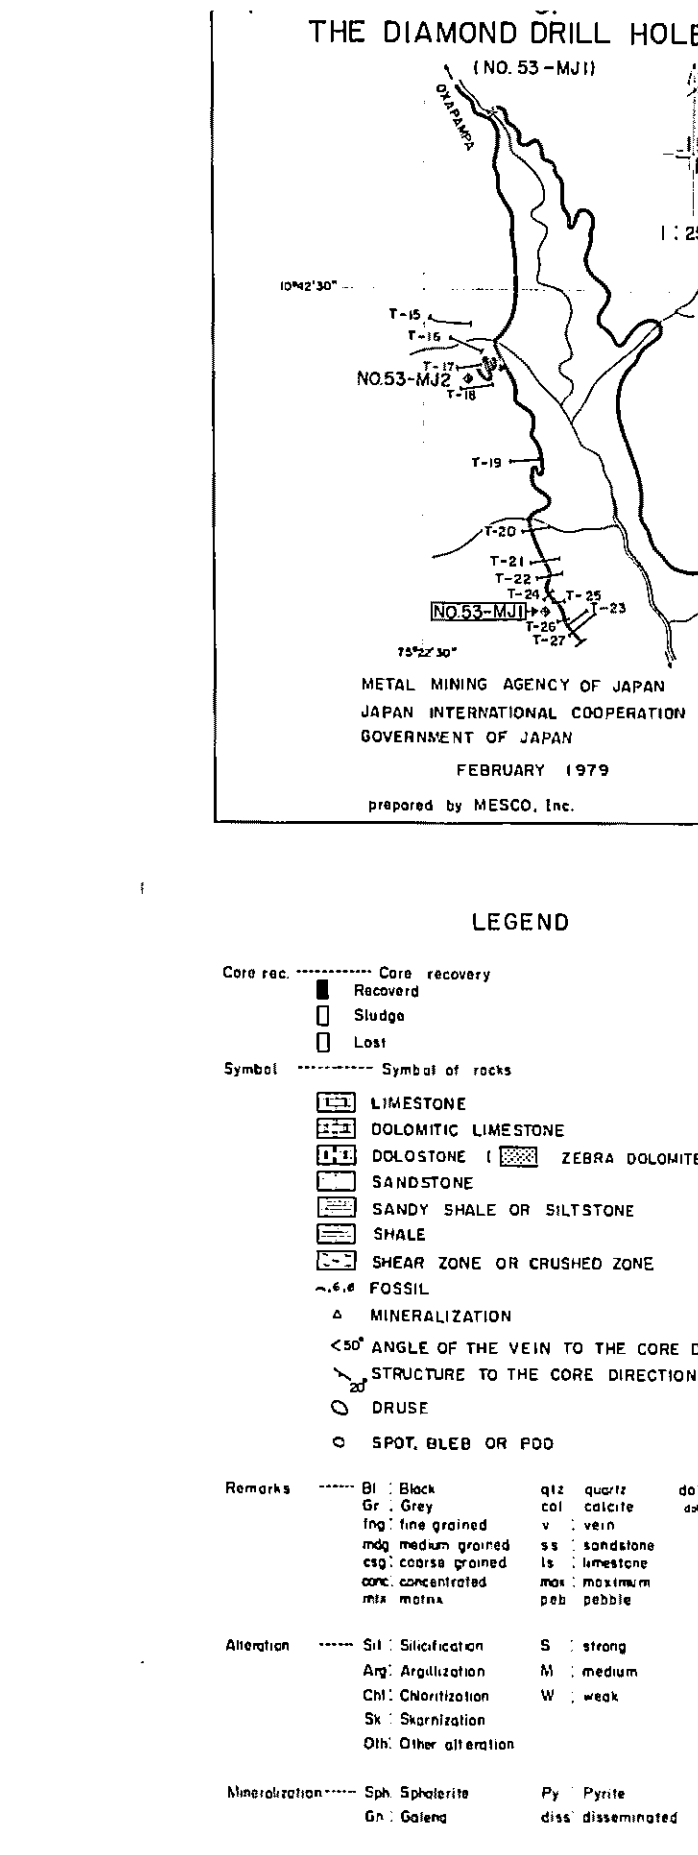 THE DIAMOND DRILL HOLE
(NO. 53-MJ1)
OXAPAMPA
1 : 25
10°42'30"
T-15
T-16
T-17
NO.53-MJ2
T-18
T-19
T-20
T-21
T-22
T-24
T-25
NO.53-MJ1
T-23
T-26
T-27
75°22'30"
METAL MINING AGENCY OF JAPAN
JAPAN INTERNATIONAL COOPERATION
GOVERNMENT OF JAPAN
FEBRUARY 1979
prepared by MESCO, Inc.
LEGEND
Core rec. ----------- Core recovery
Recoverd
Sludge
Lost
Symbol ----------- Symbol of rocks
LIMESTONE
DOLOMITIC LIMESTONE
DOLOSTONE ( ZEBRA DOLOMITE
SANDSTONE
SANDY SHALE OR SILTSTONE
SHALE
SHEAR ZONE OR CRUSHED ZONE
FOSSIL
MINERALIZATION
<50° ANGLE OF THE VEIN TO THE CORE D
20° STRUCTURE TO THE CORE DIRECTION
DRUSE
SPOT, BLEB OR POD
Remarks ------ Bl : Black qtz quartz do
Gr : Grey cal calcite
fng : fine grained v : vein
mdg medium grained ss : sandstone
csg : coarse grained ls : limestone
conc. concentrated max : maximum
mtx matrix peb pebble
Alteration ------ Sil : Silicification S : strong
Arg : Argillization M : medium
Chl : Chloritization W : weak
Sk : Skarnization
Oth : Other alteration
Mineralization ----- Sph. Sphalerite Py : Pyrite
Gn : Galena diss : disseminated